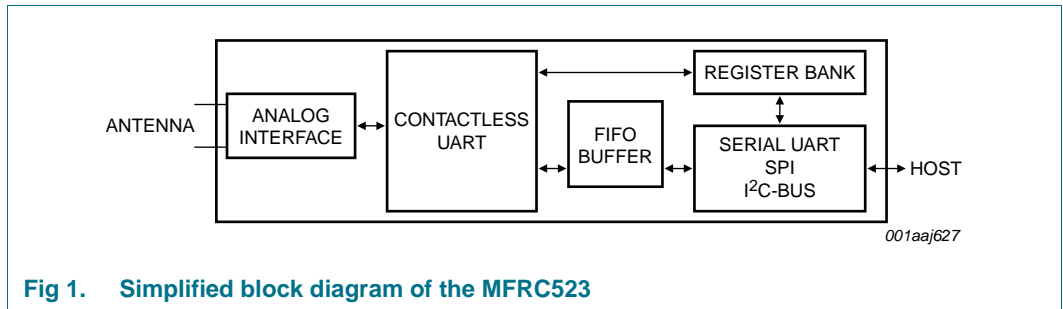 ANTENNA
ANALOG
INTERFACE
CONTACTLESS
UART
FIFO
BUFFER
REGISTER BANK
SERIAL UART
SPI
I²C-BUS
HOST
001aaj627
Fig 1. Simplified block diagram of the MFRC523